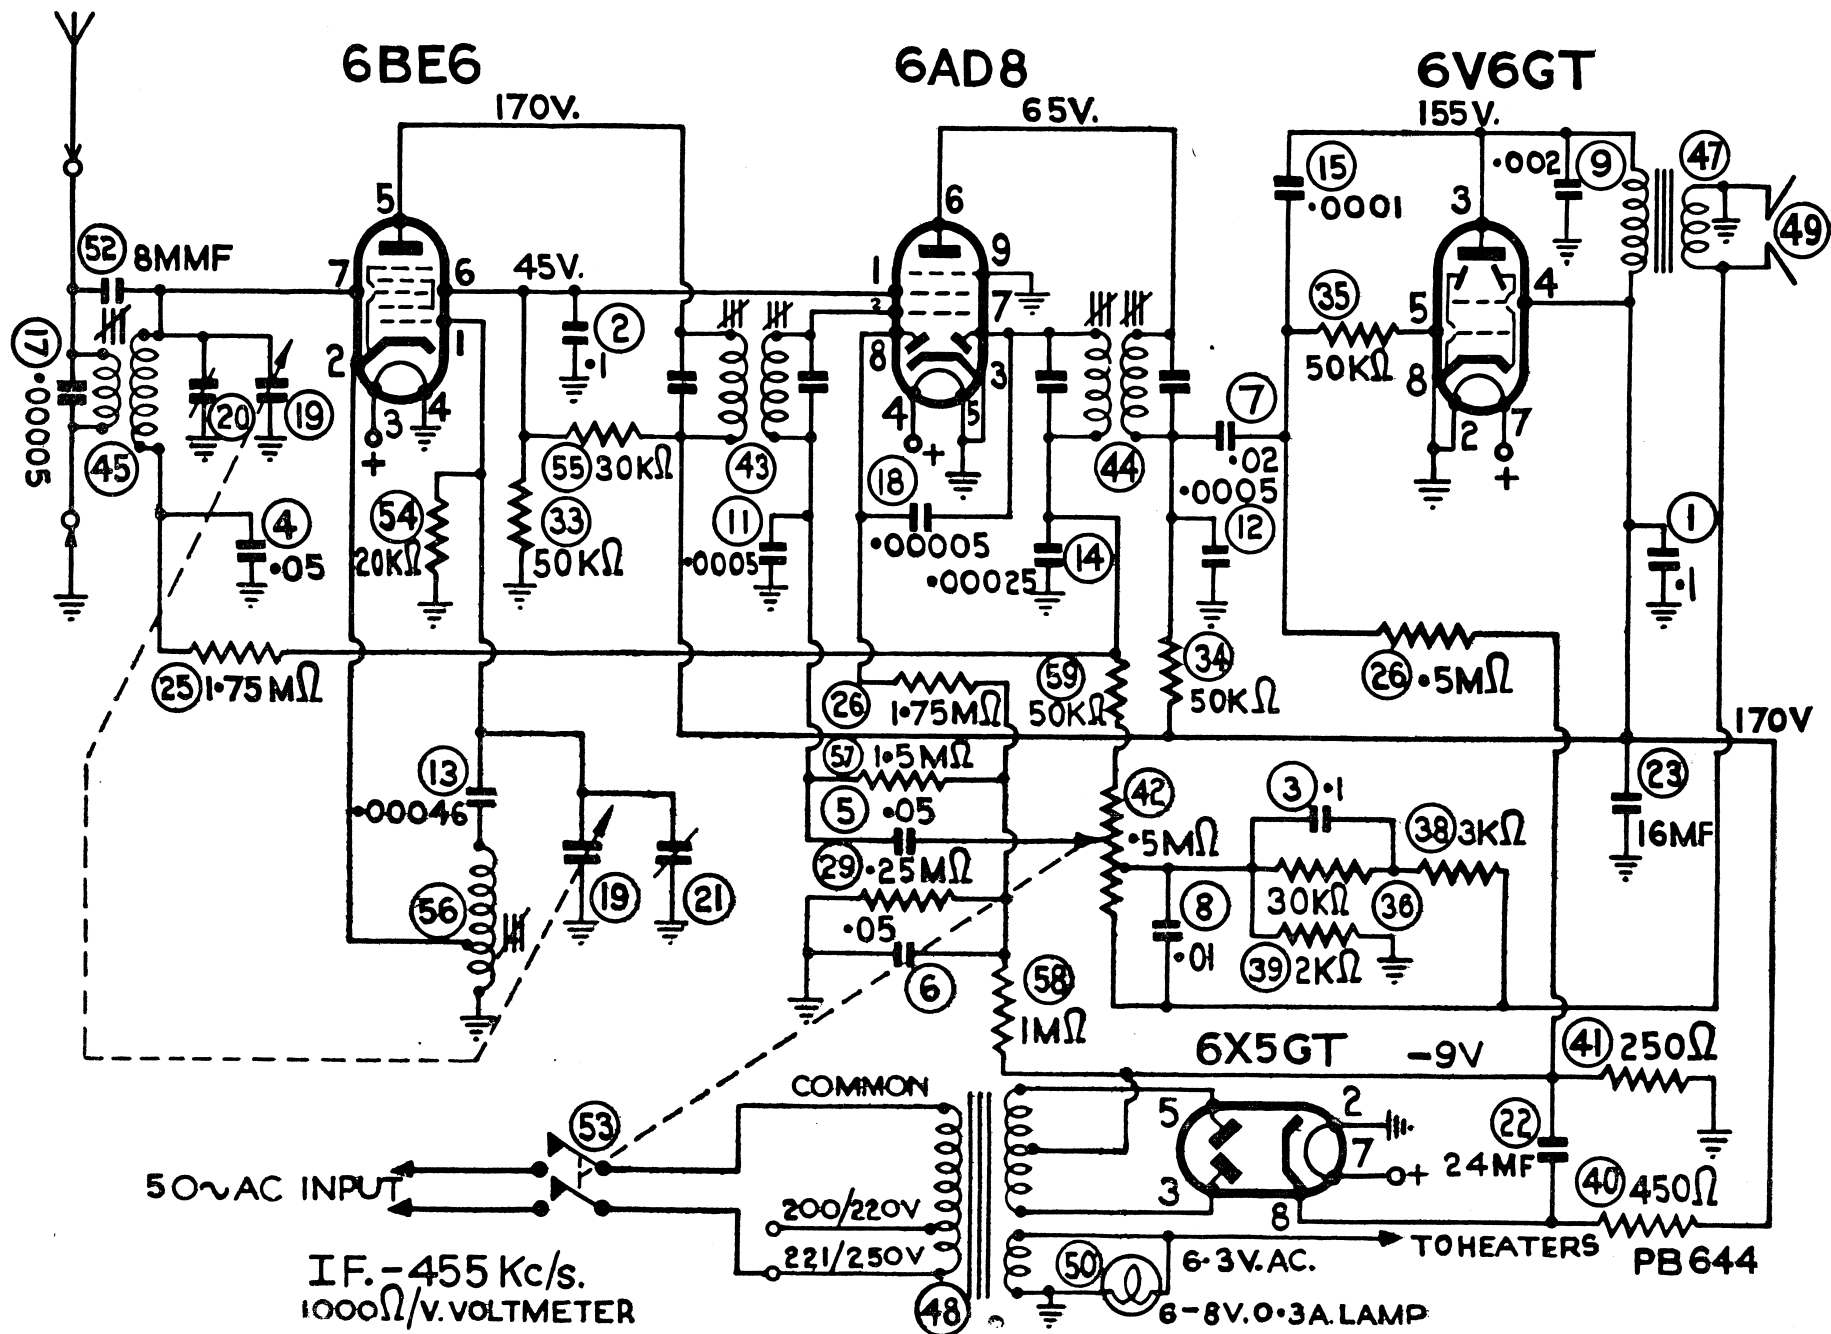 6BE6
6AD8
6V6GT
170V.
65V.
155V.
5
6
3
15
.0001
.002
9
47
49
52
8MMF
7
6
45V.
1
9
2
7
4
17
.00005
2
1
2
.1
8
3
35
50KΩ
5
8
20
19
3
4
4
5
7
2
7
45
55
30KΩ
43
18
44
.02
.0005
4
.05
54
20KΩ
33
50KΩ
11
.0005
.00005
.00025
14
12
1
.1
25
1.75MΩ
26
1.75MΩ
59
50KΩ
34
50KΩ
26
.5MΩ
170V
13
.00046
57
1.5MΩ
5
.05
42
.5MΩ
3
.1
38
3KΩ
23
16MF
29
.25MΩ
56
19
21
.05
6
8
.01
30KΩ
36
39
2KΩ
58
1MΩ
6X5GT
-9V
41
250Ω
COMMON
53
5
2
7
3
8
22
24MF
40
450Ω
50~AC INPUT
200/220V
221/250V
48
50
6.3V.AC.
TO HEATERS
PB644
I F.-455 Kc/s.
1000Ω/V. VOLTMETER
6-8V.0.3A.LAMP